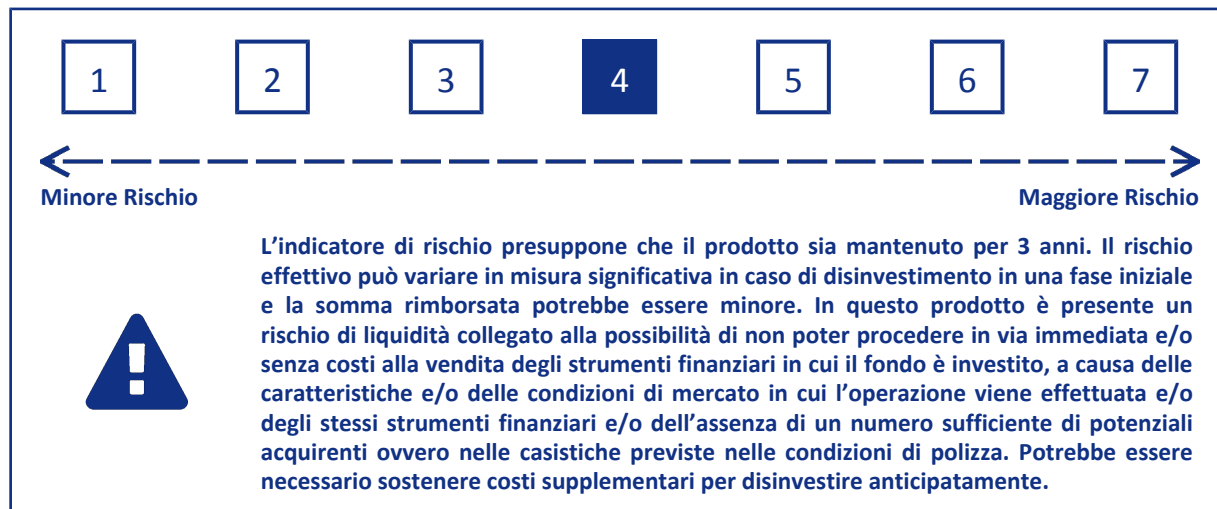 1 2 3 4 5 6 7
Minore Rischio Maggiore Rischio
L’indicatore di rischio presuppone che il prodotto sia mantenuto per 3 anni. Il rischio
effettivo può variare in misura significativa in caso di disinvestimento in una fase iniziale
e la somma rimborsata potrebbe essere minore. In questo prodotto è presente un
rischio di liquidità collegato alla possibilità di non poter procedere in via immediata e/o
senza costi alla vendita degli strumenti finanziari in cui il fondo è investito, a causa delle
caratteristiche e/o delle condizioni di mercato in cui l’operazione viene effettuata e/o
degli stessi strumenti finanziari e/o dell’assenza di un numero sufficiente di potenziali
acquirenti ovvero nelle casistiche previste nelle condizioni di polizza. Potrebbe essere
necessario sostenere costi supplementari per disinvestire anticipatamente.